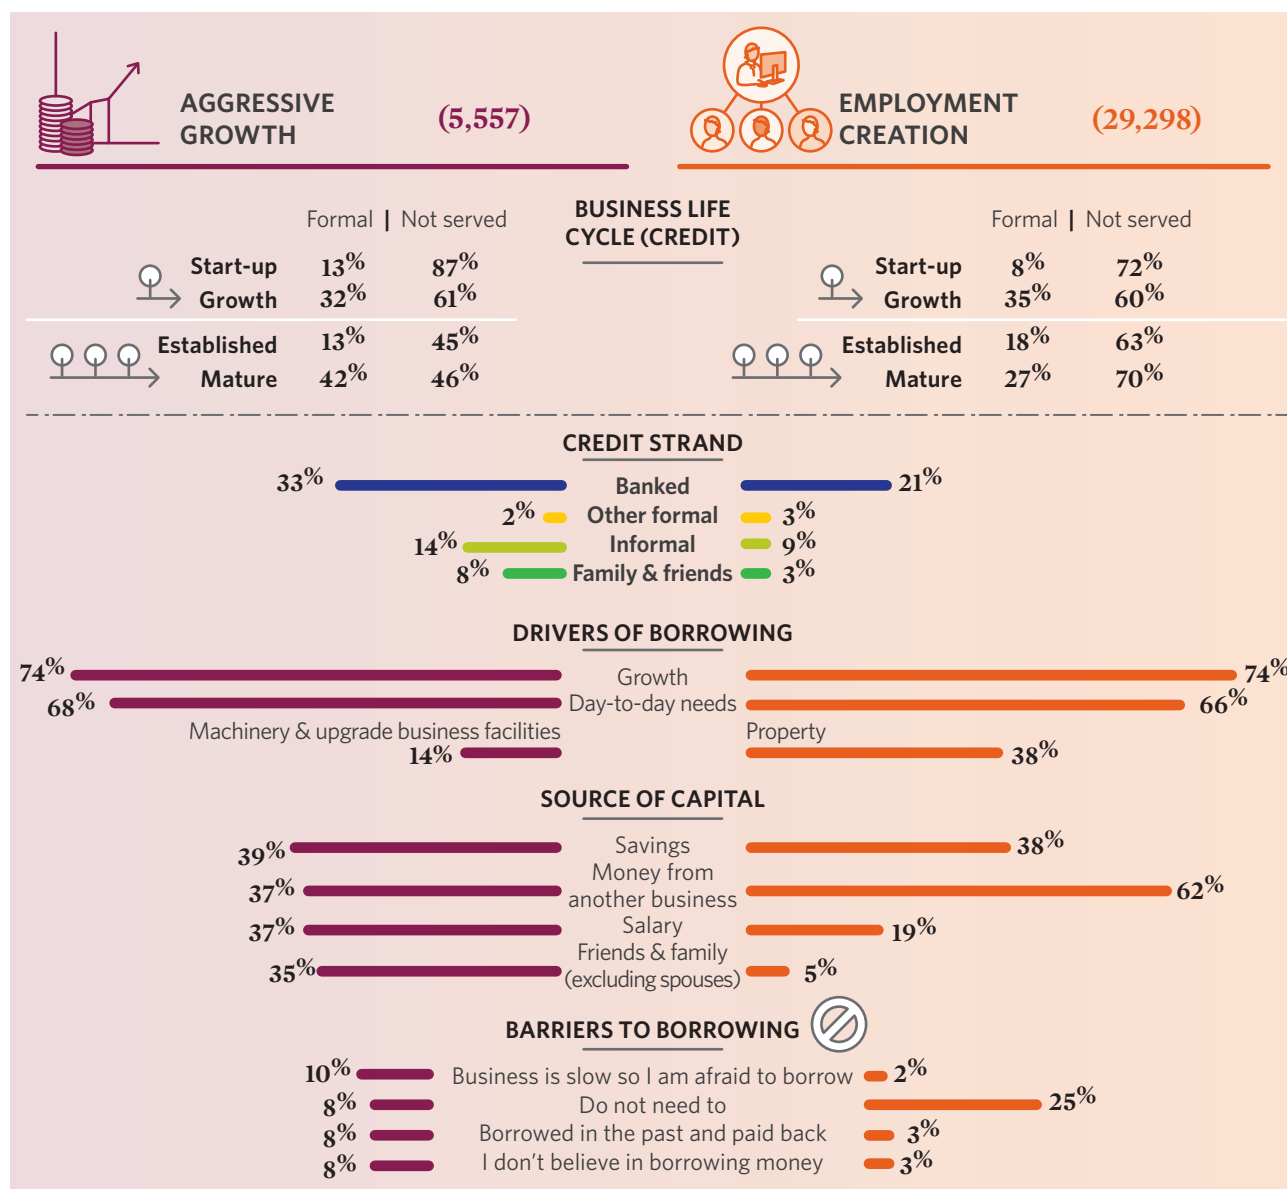 AGGRESSIVE
GROWTH
(5,557)
EMPLOYMENT
CREATION
(29,298)
BUSINESS LIFE
CYCLE (CREDIT)
Formal | Not served
Start-up 13% 87%
Growth 32% 61%
Established 13% 45%
Mature 42% 46%
Formal | Not served
Start-up 8% 72%
Growth 35% 60%
Established 18% 63%
Mature 27% 70%
CREDIT STRAND
33% Banked 21%
2% Other formal 3%
14% Informal 9%
8% Family & friends 3%
DRIVERS OF BORROWING
74% Growth 74%
68% Day-to-day needs 66%
Machinery & upgrade business facilities Property
14% 38%
SOURCE OF CAPITAL
39% Savings 38%
Money from
37% another business 62%
37% Salary 19%
Friends & family
35% (excluding spouses) 5%
BARRIERS TO BORROWING
10% Business is slow so I am afraid to borrow 2%
8% Do not need to 25%
8% Borrowed in the past and paid back 3%
8% I don't believe in borrowing money 3%